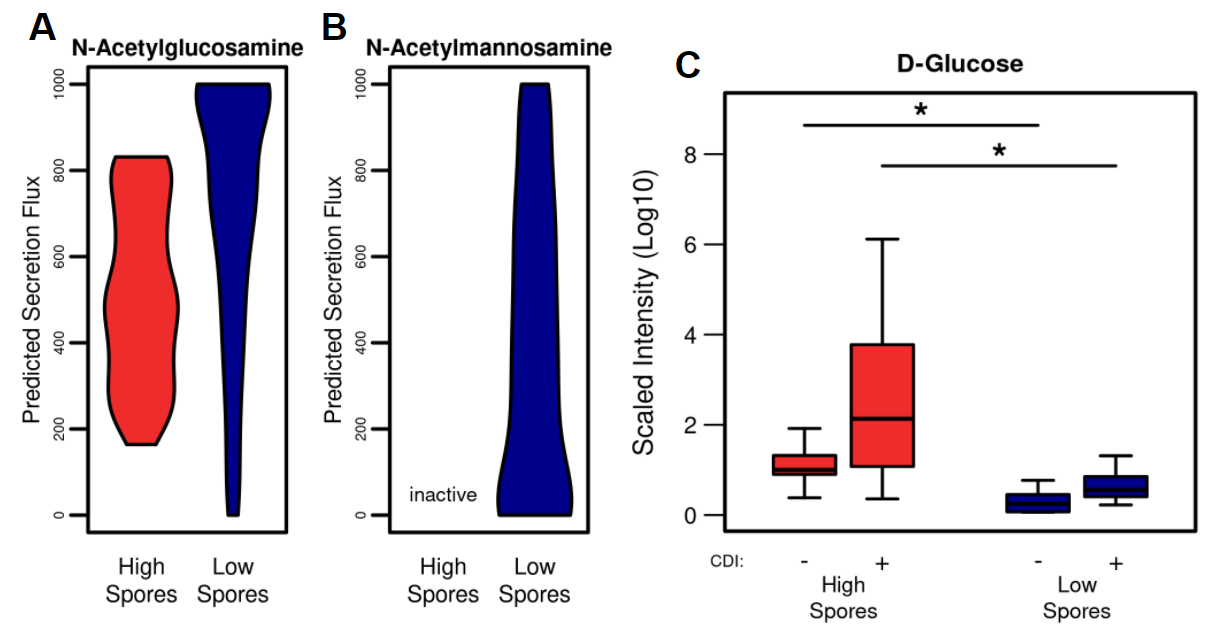 A
N-Acetylglucosamine
Predicted Secretion Flux
1000
800
600
400
200
0
High
Spores
Low
Spores
B
N-Acetylmannosamine
Predicted Secretion Flux
1000
800
600
400
200
0
inactive
High
Spores
Low
Spores
C
D-Glucose
Scaled Intensity (Log10)
8
6
4
2
0
*
*
CDI: - + - +
High
Spores
Low
Spores